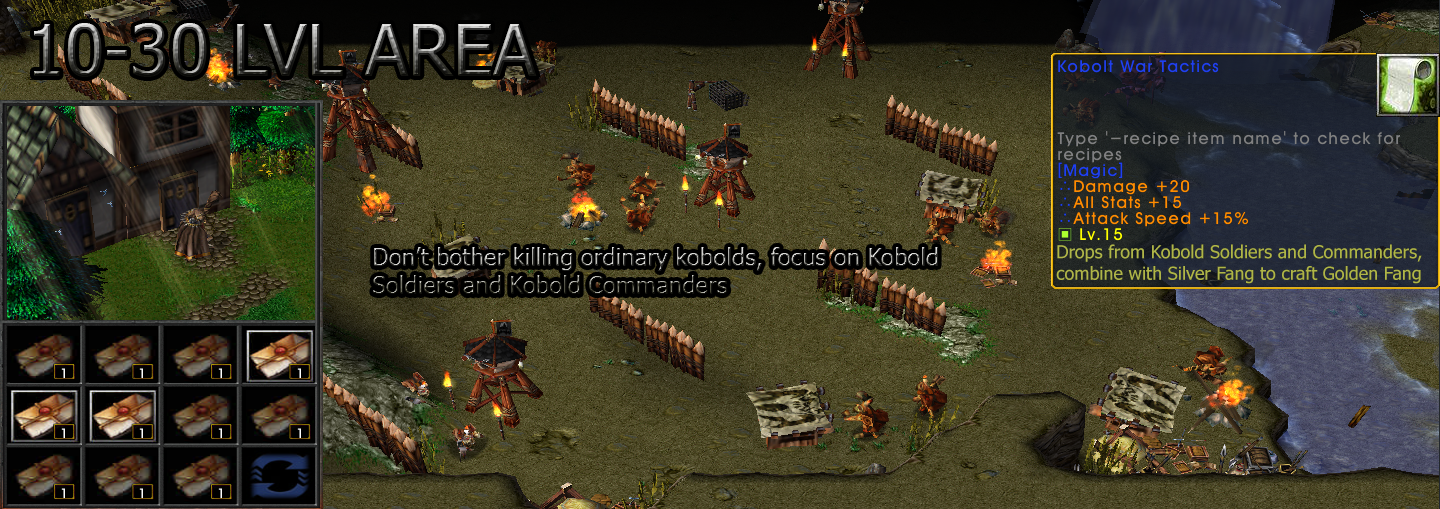 10-30 LVL AREA
Kobolt War Tactics
Type '-recipe item name' to check for
recipes
[Magic]
Damage +20
All Stats +15
Attack Speed +15%
Lv.15
Drops from Kobold Soldiers and Commanders,
combine with Silver Fang to craft Golden Fang
Don't bother killing ordinary kobolds, focus on Kobold
Soldiers and Kobold Commanders
1 1 1 1
1 1 1 1
1 1 1